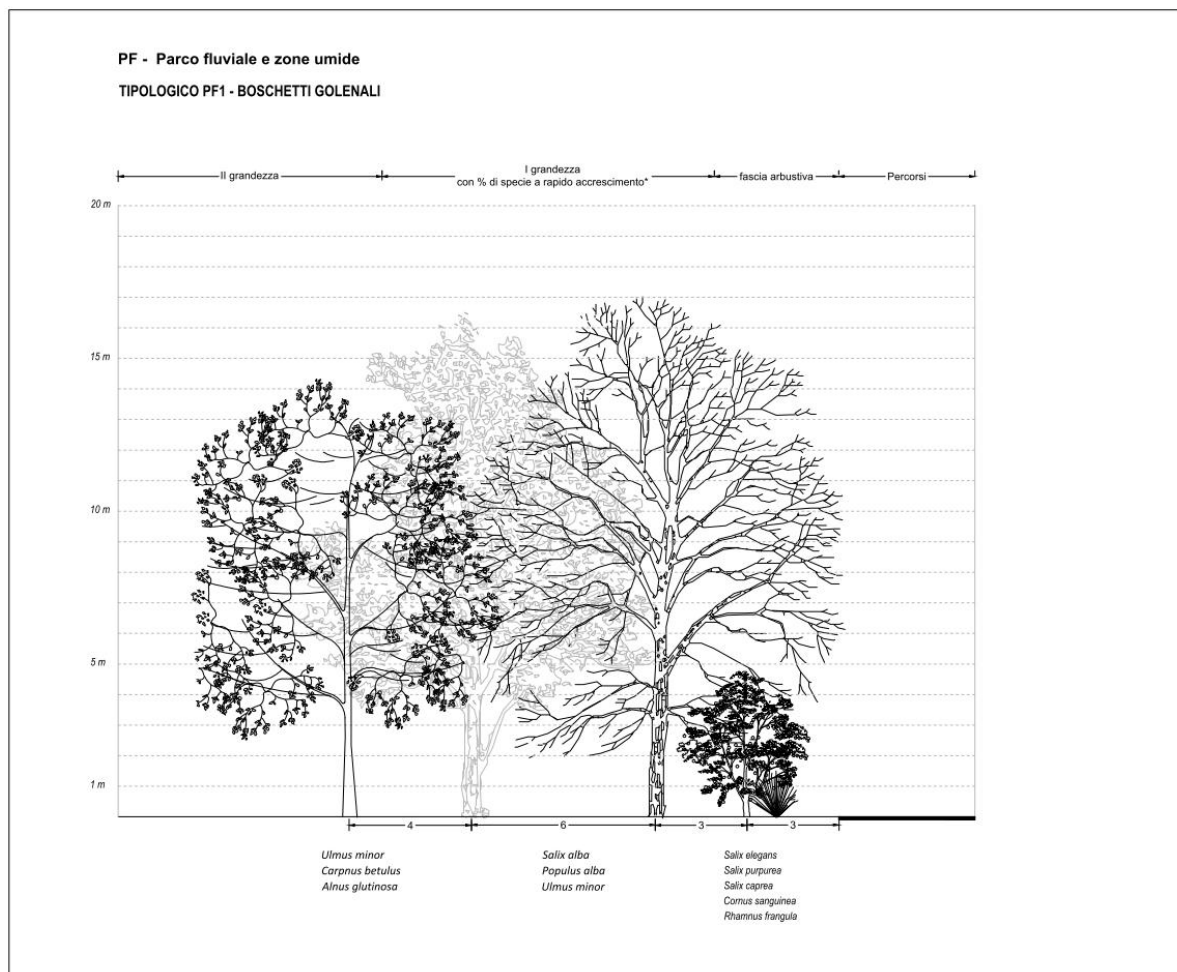 PF - Parco fluviale e zone umide
TIPOLOGICO PF1 - BOSCHETTI GOLENALI
II grandezza
I grandezza
con % di specie a rapido accrescimento*
fascia arbustiva
Percorsi
20 m
15 m
10 m
5 m
1 m
4
6
3
3
Ulmus minor
Carpnus betulus
Alnus glutinosa
Salix alba
Populus alba
Ulmus minor
Salix elegans
Salix purpurea
Salix caprea
Cornus sanguinea
Rhamnus frangula